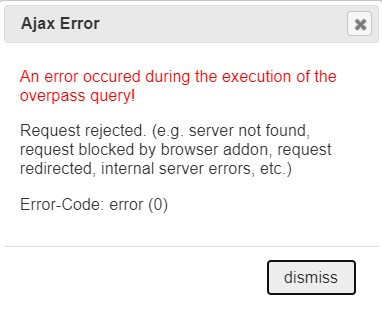 Ajax Error
An error occured during the execution of the
overpass query!
Request rejected. (e.g. server not found,
request blocked by browser addon, request
redirected, internal server errors, etc.)
Error-Code: error (0)
dismiss